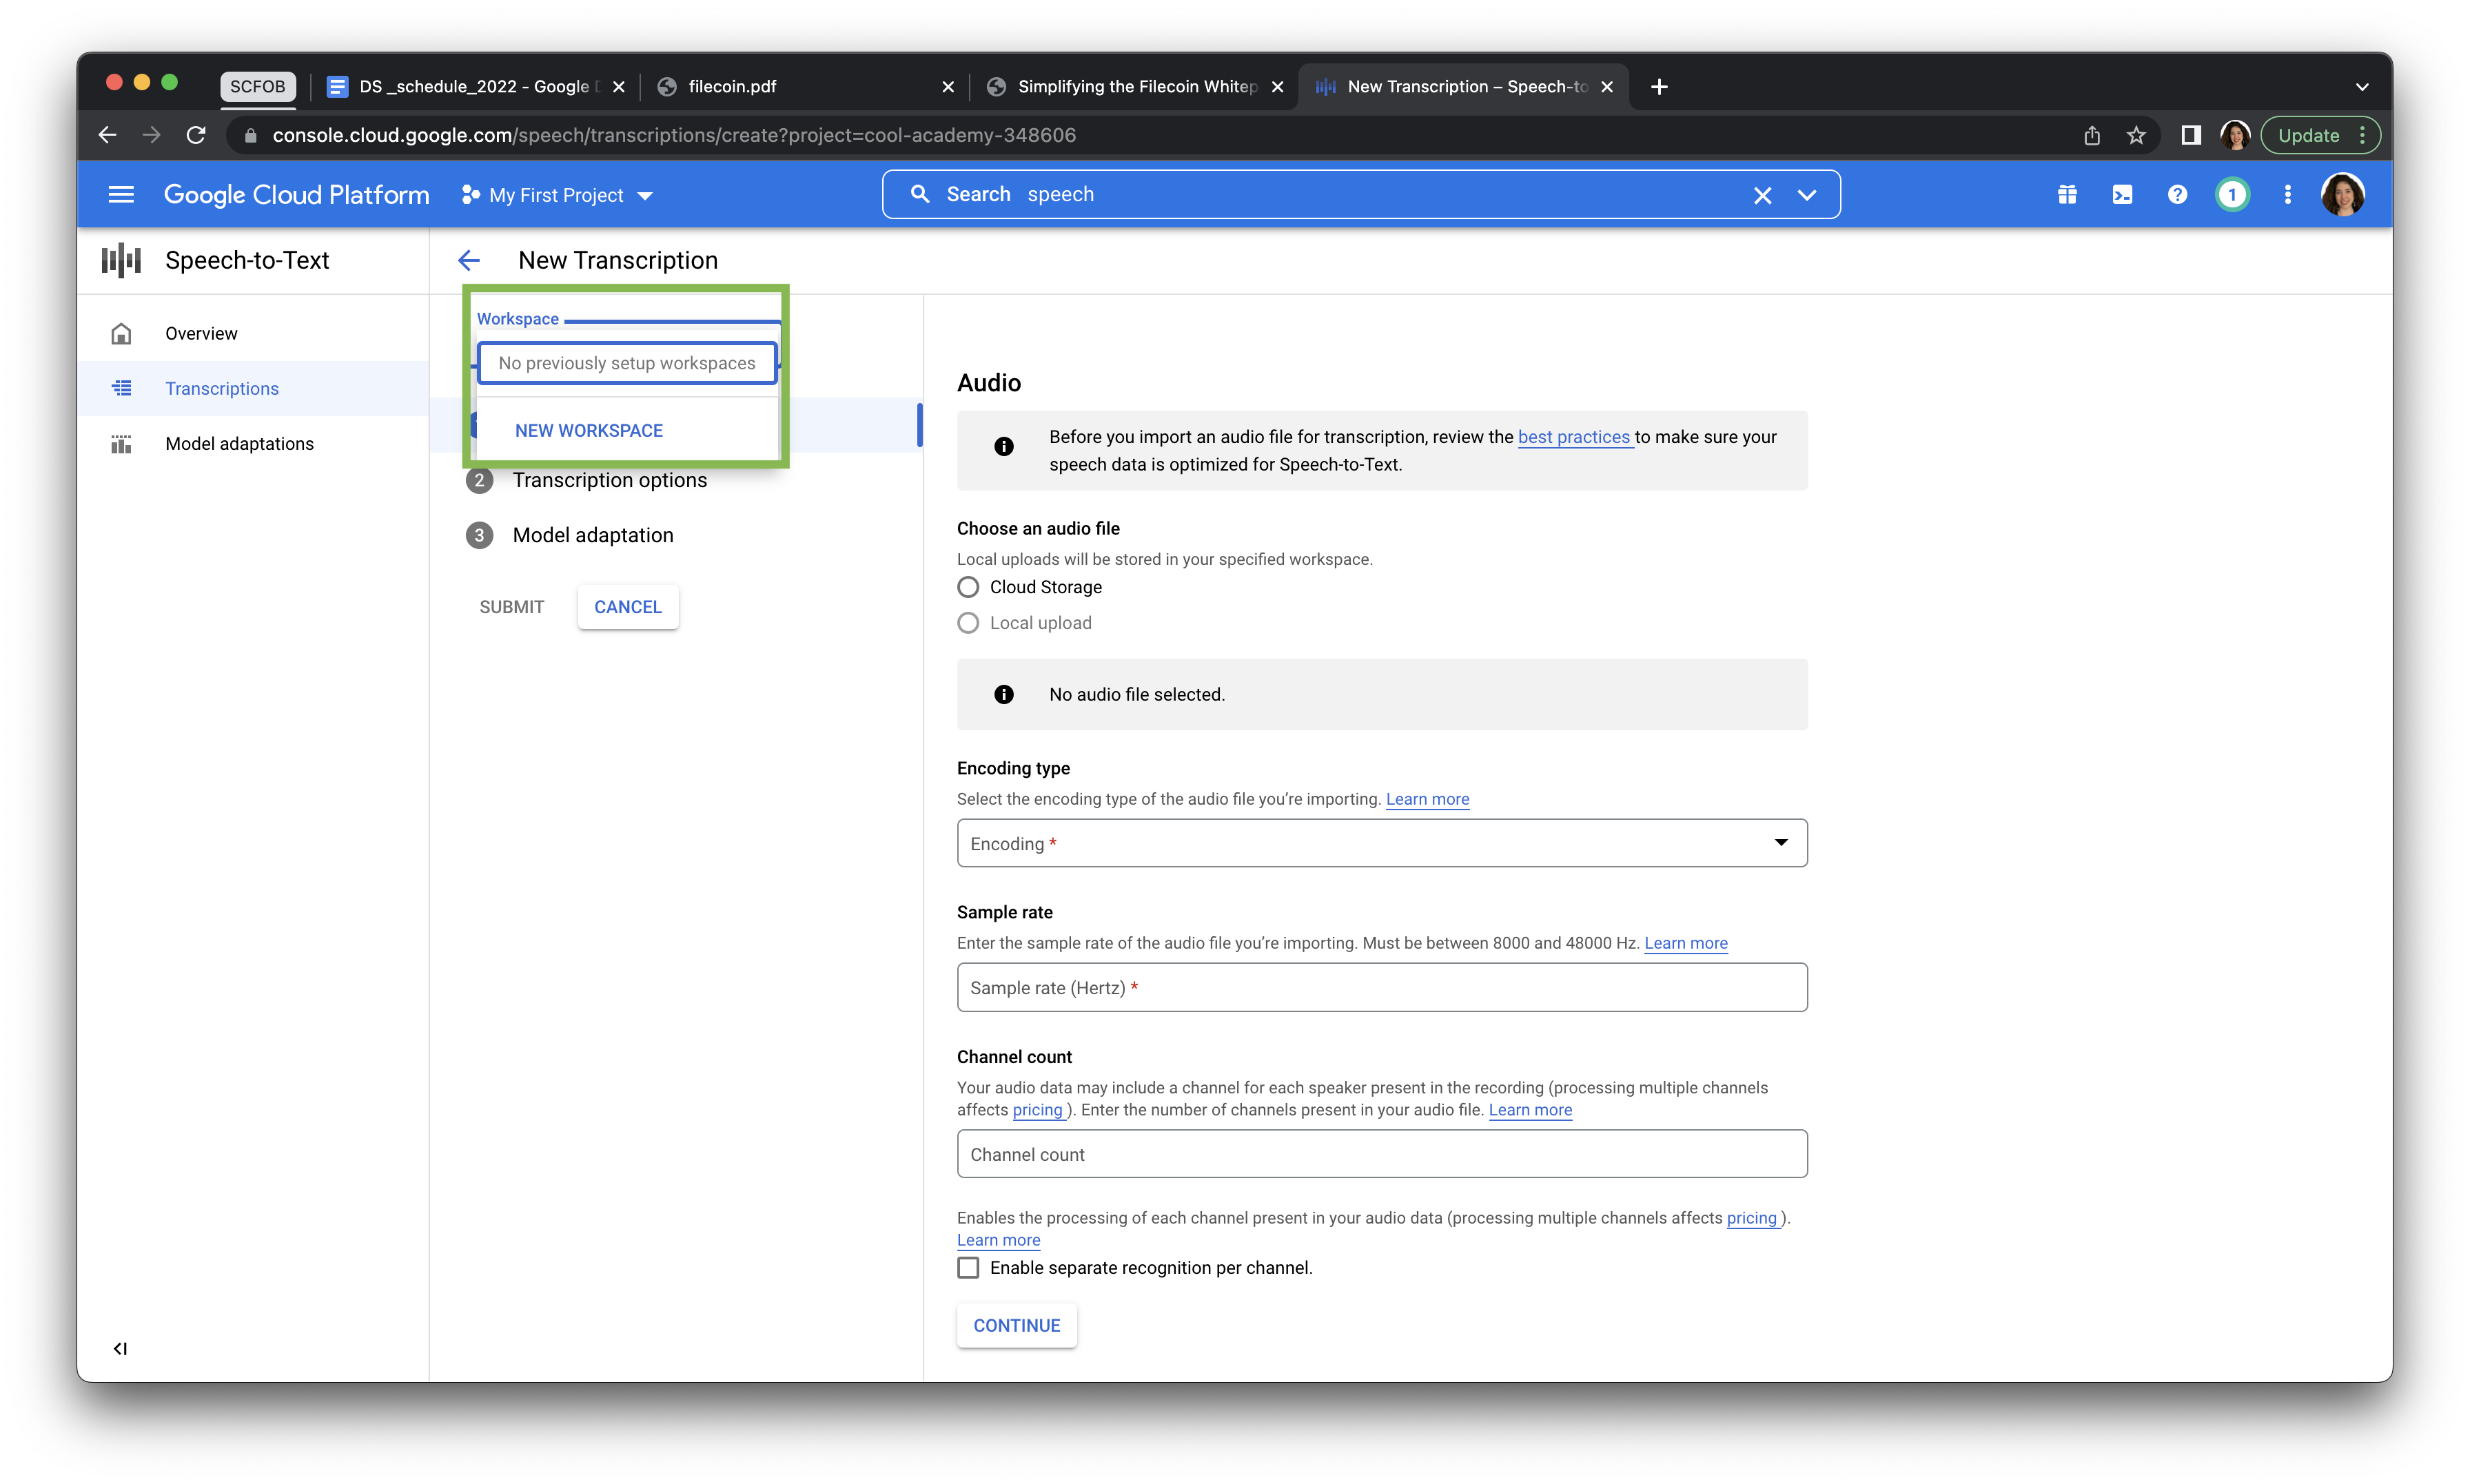 SCFOB
DS _schedule_2022 - Google
filecoin.pdf
Simplifying the Filecoin Whitep
New Transcription – Speech-to
console.cloud.google.com/speech/transcriptions/create?project=cool-academy-348606
Update
Google Cloud Platform
My First Project
Search speech
1
Speech-to-Text
New Transcription
Overview
Transcriptions
Model adaptations
Workspace
No previously setup workspaces
NEW WORKSPACE
2 Transcription options
3 Model adaptation
SUBMIT
CANCEL
Audio
Before you import an audio file for transcription, review the best practices to make sure your
speech data is optimized for Speech-to-Text.
Choose an audio file
Local uploads will be stored in your specified workspace.
Cloud Storage
Local upload
No audio file selected.
Encoding type
Select the encoding type of the audio file you’re importing. Learn more
Encoding *
Sample rate
Enter the sample rate of the audio file you’re importing. Must be between 8000 and 48000 Hz. Learn more
Sample rate (Hertz) *
Channel count
Your audio data may include a channel for each speaker present in the recording (processing multiple channels
affects pricing ). Enter the number of channels present in your audio file. Learn more
Channel count
Enables the processing of each channel present in your audio data (processing multiple channels affects pricing ).
Learn more
Enable separate recognition per channel.
CONTINUE